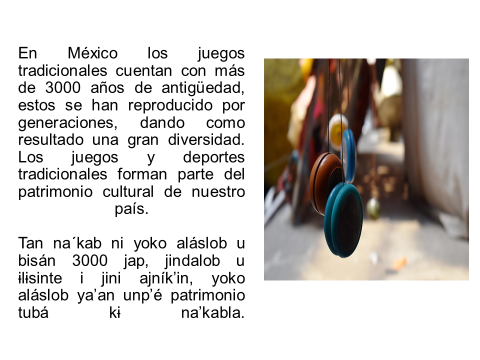 En México los juegos
tradicionales cuentan con más
de 3000 años de antigüedad,
estos se han reproducido por
generaciones, dando como
resultado una gran diversidad.
Los juegos y deportes
tradicionales forman parte del
patrimonio cultural de nuestro
país.
Tan na´kab ni yoko aláslob u
bisán 3000 jap, jindalob u
ɨlɨsinte i jini ajník’in, yoko
aláslob ya’an unp’é patrimonio
tubá kɨ na’kabla.